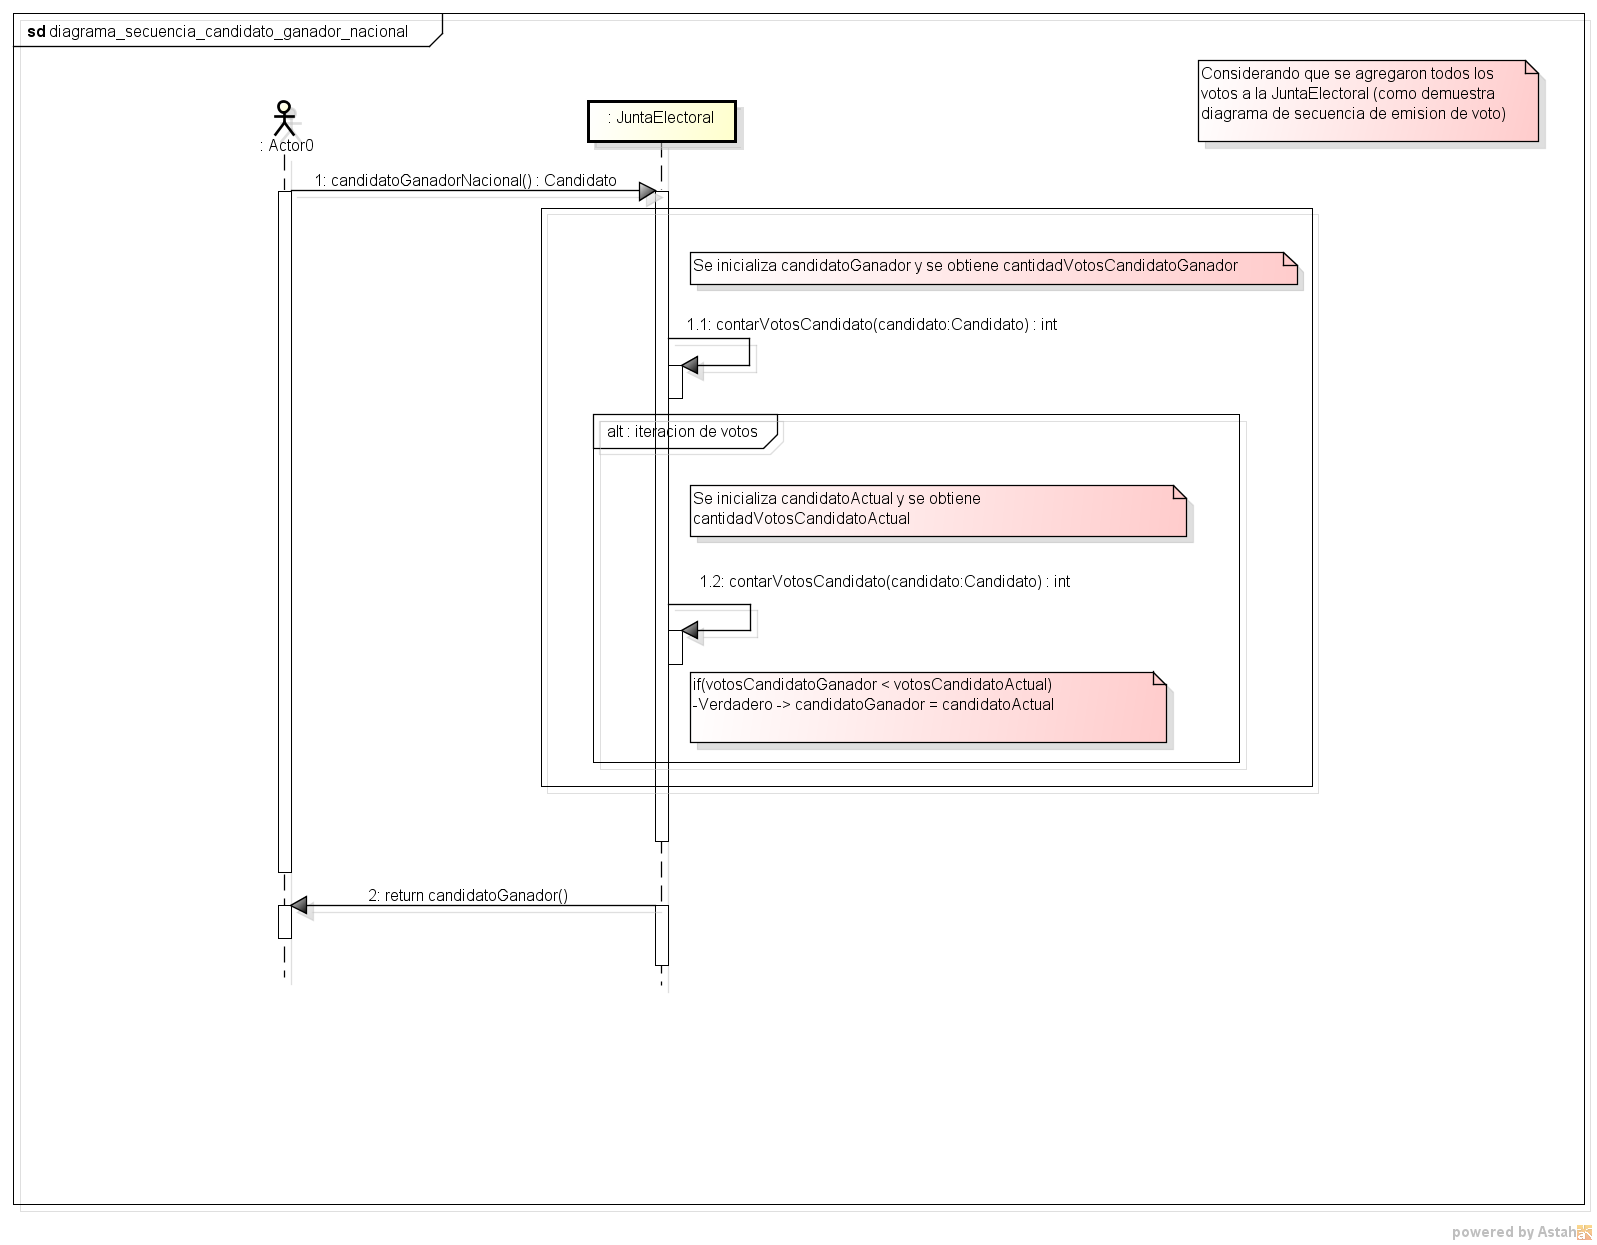 sd diagrama_secuencia_candidato_ganador_nacional
Considerando que se agregaron todos los
votos a la JuntaElectoral (como demuestra
diagrama de secuencia de emision de voto)
: Actor0
: JuntaElectoral
1: candidatoGanadorNacional() : Candidato
Se inicializa candidatoGanador y se obtiene cantidadVotosCandidatoGanador
1.1: contarVotosCandidato(candidato:Candidato) : int
alt : iteracion de votos
Se inicializa candidatoActual y se obtiene
cantidadVotosCandidatoActual
1.2: contarVotosCandidato(candidato:Candidato) : int
if(votosCandidatoGanador < votosCandidatoActual)
-Verdadero -> candidatoGanador = candidatoActual
2: return candidatoGanador()
powered by Astah